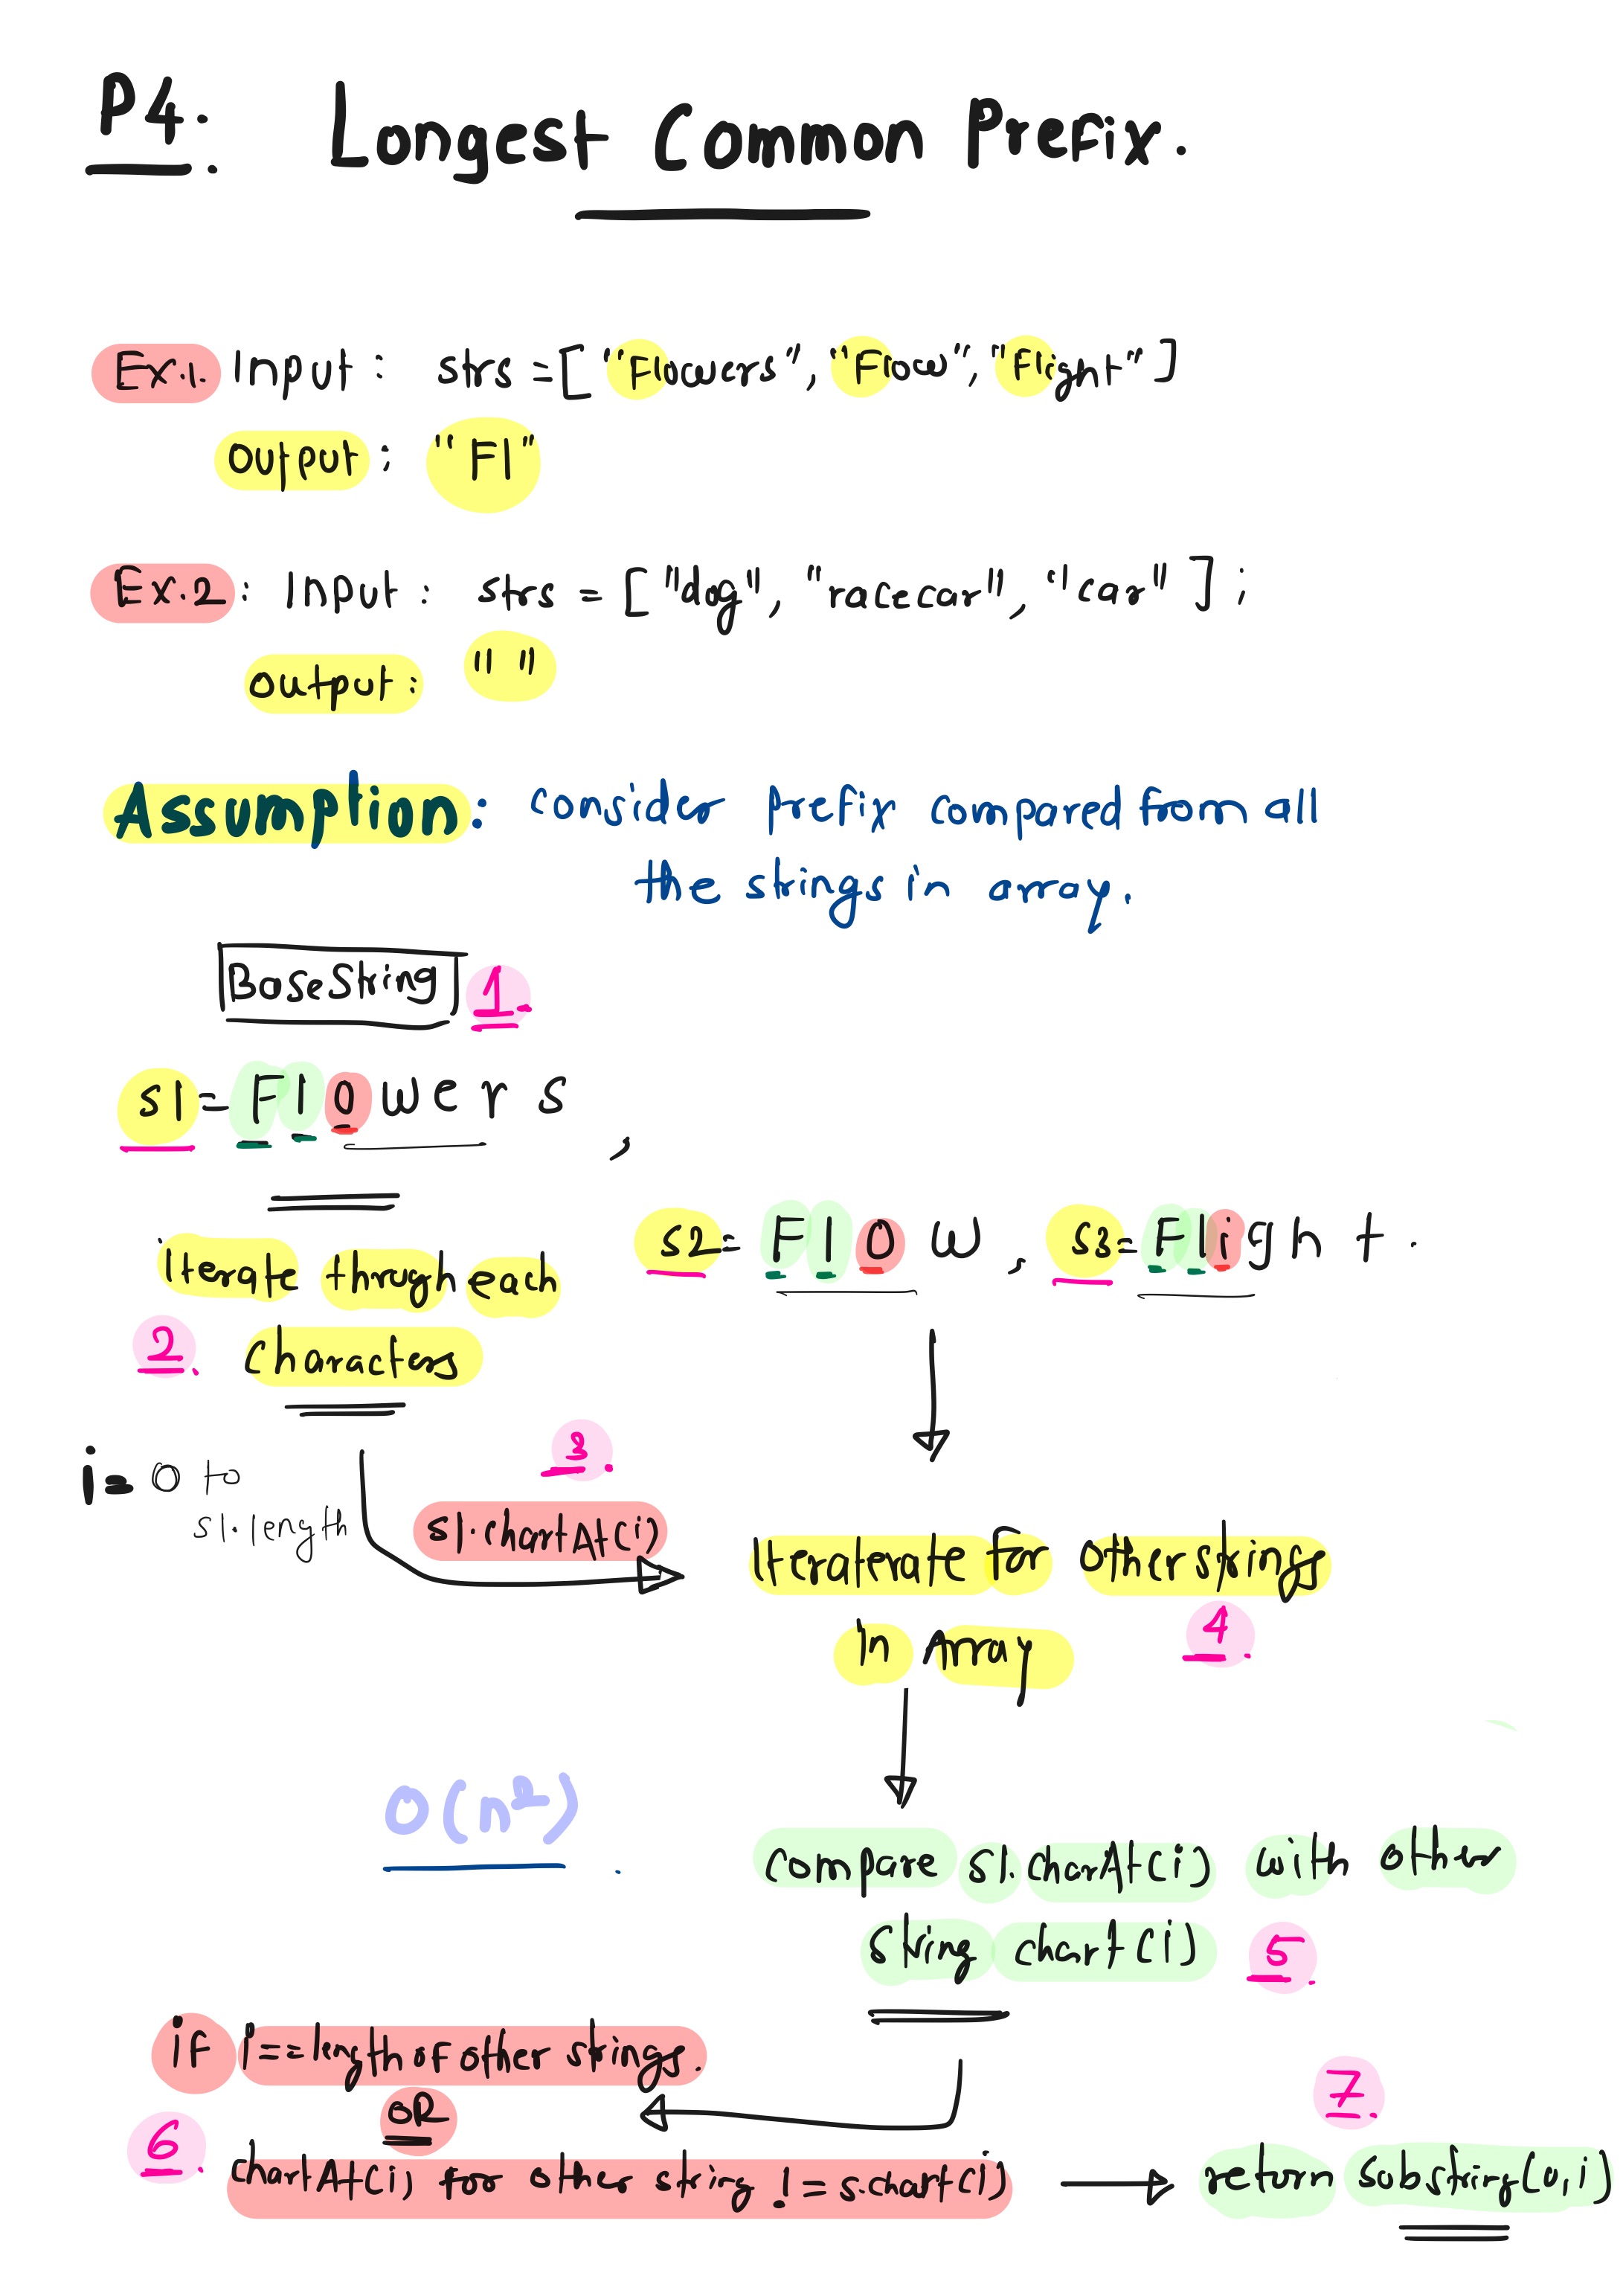 P4. Longest Common Prefix.
Ex.1. Input : strs = ["Flowers", "Flow", "Flight"]
output : "Fl"
Ex.2 : Input : strs = ["dog", "racecar", "car"] ;
output : " "
Assumption : consider prefix compared from all
the strings in array.
BaseString 1.
s1 = F l o w e r s ,
s2 = F l o w , s3 = F l i g h t .
iterate through each
2. characters
i = 0 to
s1.length
3.
s1.chartAt(i)
Iteraterate for other strings
In Array 4.
O(n²) .
compare s1.charAt(i) with other
string chart(i) 5.
if i == length of other strings.
OR
6. chartAt(i) for other string != s.chart(i)
7.
return substring(0,i)